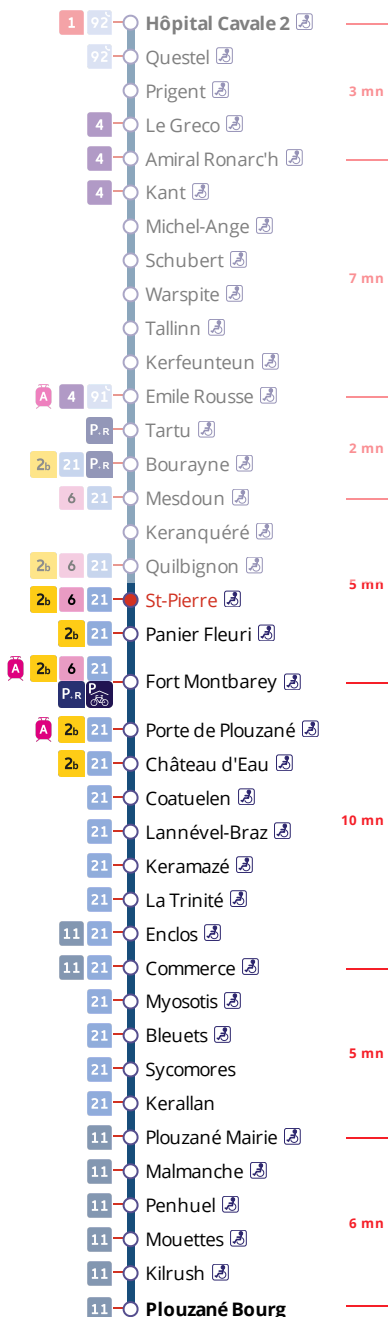 1 92 Hôpital Cavale 2
92 Questel
Prigent
3 mn
4 Le Greco
4 Amiral Ronarc'h
4 Kant
Michel-Ange
Schubert
7 mn
Warspite
Tallinn
Kerfeunteun
A 4 91 Emile Rousse
P.R Tartu
2 mn
2b 21 P.R Bourayne
6 21 Mesdoun
Keranquéré
2b 6 21 Quilbignon
5 mn
2b 6 21 St-Pierre
2b 21 Panier Fleuri
A 2b 6 21
P.R P Fort Montbarey
A 2b 21 Porte de Plouzané
2b 21 Château d'Eau
21 Coatuelen
10 mn
21 Lannével-Braz
21 Keramazé
21 La Trinité
11 21 Enclos
11 21 Commerce
21 Myosotis
21 Bleuets
5 mn
21 Sycomores
21 Kerallan
11 Plouzané Mairie
11 Malmanche
11 Penhuel
6 mn
11 Mouettes
11 Kilrush
11 Plouzané Bourg